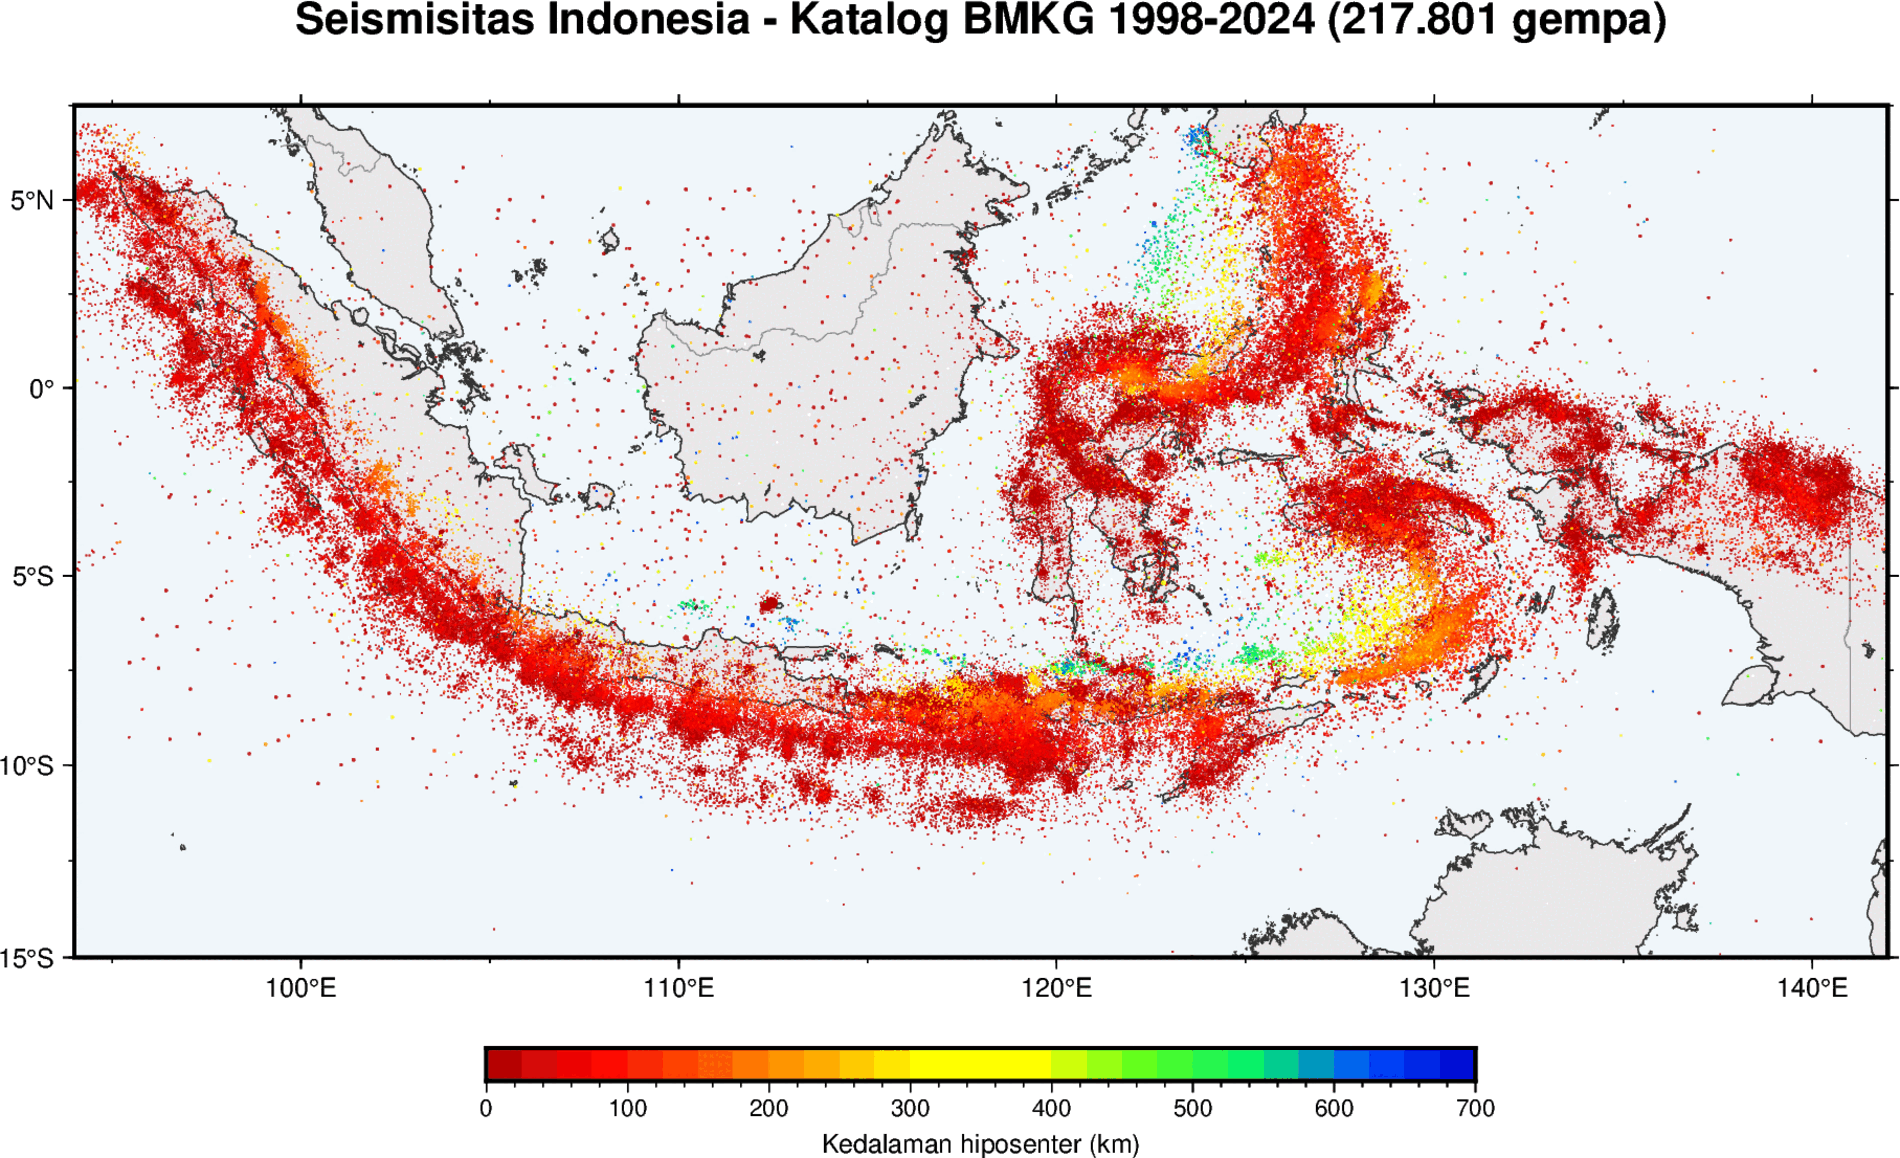 Seismisitas Indonesia - Katalog BMKG 1998-2024 (217.801 gempa)
5°N
0°
5°S
10°S
15°S
100°E 110°E 120°E 130°E 140°E
0 100 200 300 400 500 600 700
Kedalaman hiposenter (km)